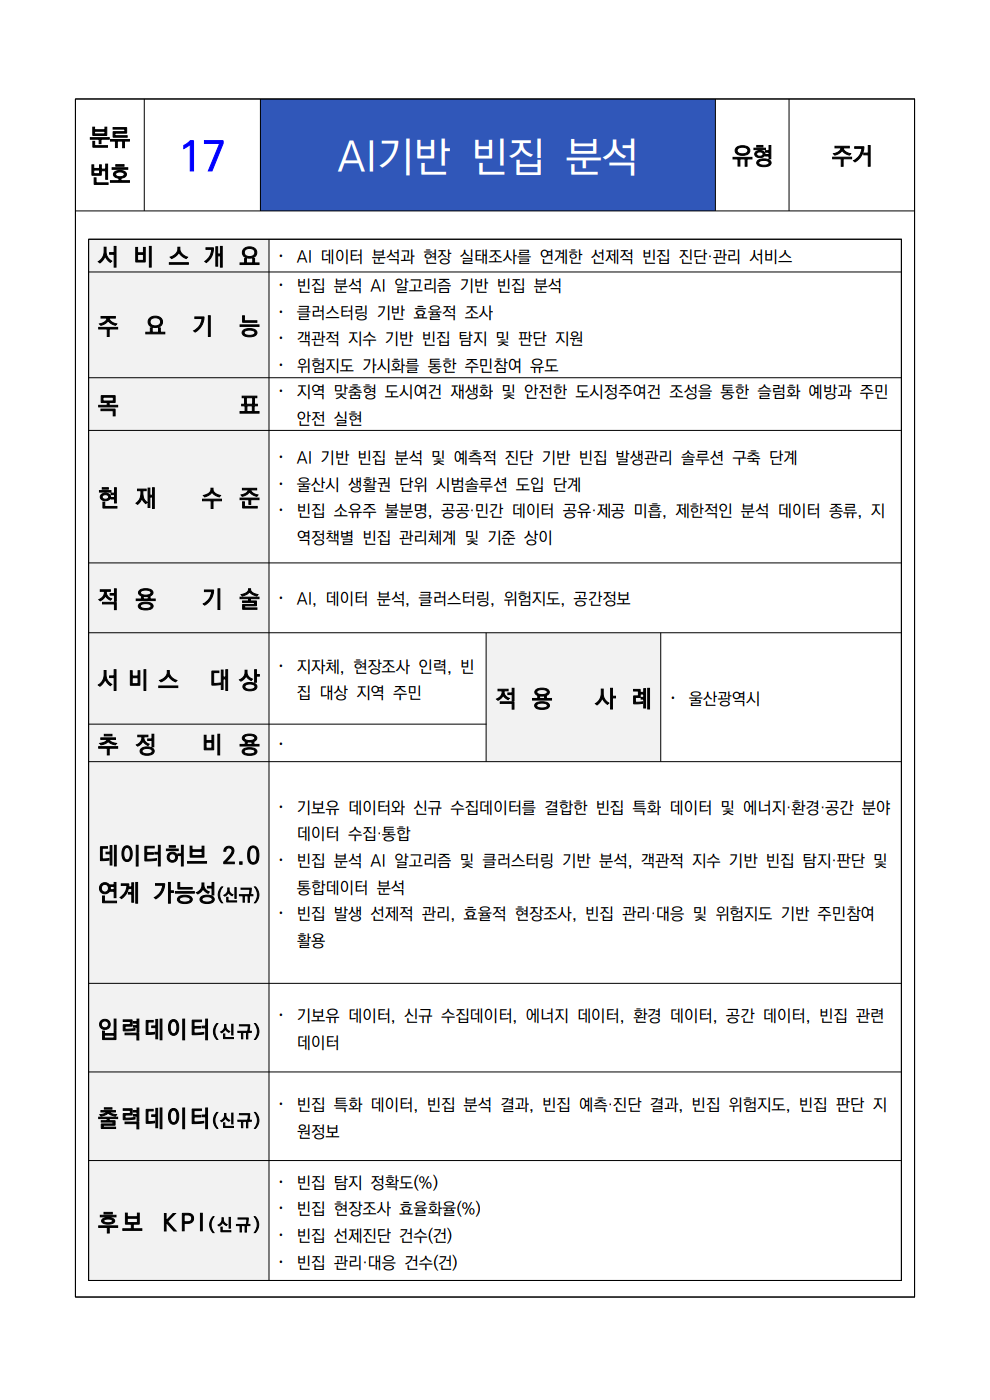 분류
번호
17
AI기반 빈집 분석
유형
주거
서 비 스 개 요
· AI 데이터 분석과 현장 실태조사를 연계한 선제적 빈집 진단·관리 서비스
주 요 기 능
· 빈집 분석 AI 알고리즘 기반 빈집 분석
· 클러스터링 기반 효율적 조사
· 객관적 지수 기반 빈집 탐지 및 판단 지원
· 위험지도 가시화를 통한 주민참여 유도
목 표
· 지역 맞춤형 도시여건 재생화 및 안전한 도시정주여건 조성을 통한 슬럼화 예방과 주민
안전 실현
현 재 수 준
· AI 기반 빈집 분석 및 예측적 진단 기반 빈집 발생관리 솔루션 구축 단계
· 울산시 생활권 단위 시범솔루션 도입 단계
· 빈집 소유주 불분명, 공공·민간 데이터 공유·제공 미흡, 제한적인 분석 데이터 종류, 지
역정책별 빈집 관리체계 및 기준 상이
적 용 기 술
· AI, 데이터 분석, 클러스터링, 위험지도, 공간정보
서 비 스 대 상
· 지자체, 현장조사 인력, 빈
집 대상 지역 주민
적 용 사 례
· 울산광역시
추 정 비 용
·
데이터허브 2.0
연계 가능성(신규)
· 기보유 데이터와 신규 수집데이터를 결합한 빈집 특화 데이터 및 에너지·환경·공간 분야
데이터 수집·통합
· 빈집 분석 AI 알고리즘 및 클러스터링 기반 분석, 객관적 지수 기반 빈집 탐지·판단 및
통합데이터 분석
· 빈집 발생 선제적 관리, 효율적 현장조사, 빈집 관리·대응 및 위험지도 기반 주민참여
활용
입력데이터(신규)
· 기보유 데이터, 신규 수집데이터, 에너지 데이터, 환경 데이터, 공간 데이터, 빈집 관련
데이터
출력데이터(신규)
· 빈집 특화 데이터, 빈집 분석 결과, 빈집 예측·진단 결과, 빈집 위험지도, 빈집 판단 지
원정보
후보 KPI(신규)
· 빈집 탐지 정확도(%)
· 빈집 현장조사 효율화율(%)
· 빈집 선제진단 건수(건)
· 빈집 관리·대응 건수(건)